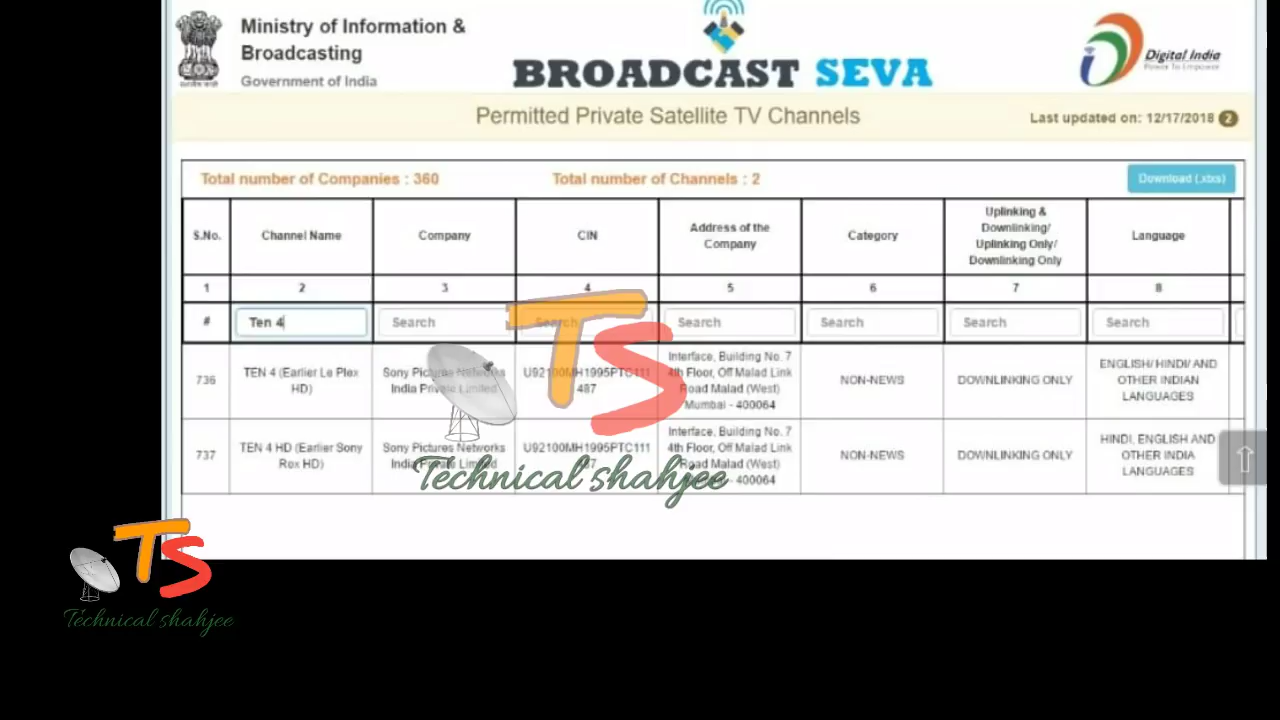 Ministry of Information &
Broadcasting
Government of India
BROADCAST SEVA
Digital India
Power To Empower
Permitted Private Satellite TV Channels
Last updated on: 12/17/2018 2
Total number of Companies : 360
Total number of Channels : 2
Download (.xlxs)
S.No.
Channel Name
Company
CIN
Address of the
Company
Category
Uplinking &
Downlinking/
Uplinking Only/
Downlinking Only
Language
1 2 3 4 5 6 7 8
# Ten 4 Search Search Search Search Search Search
736
TEN 4 (Earlier Le Plex
HD)
Sony Pictures Networks
India Private Limited
U92100MH1995PTC111
487
Interface, Building No. 7
4th Floor, Off Malad Link
Road Malad (West)
Mumbai - 400064
NON-NEWS
DOWNLINKING ONLY
ENGLISH/ HINDI/ AND
OTHER INDIAN
LANGUAGES
737
TEN 4 HD (Earlier Sony
Rox HD)
Sony Pictures Networks
India Private Limited
U92100MH1995PTC111
Interface, Building No. 7
4th Floor, Off Malad Link
Road Malad (West)
400064
NON-NEWS
DOWNLINKING ONLY
HINDI, ENGLISH AND
OTHER INDIA
LANGUAGES
TS
Technical shahjee
TS
Technical shahjee